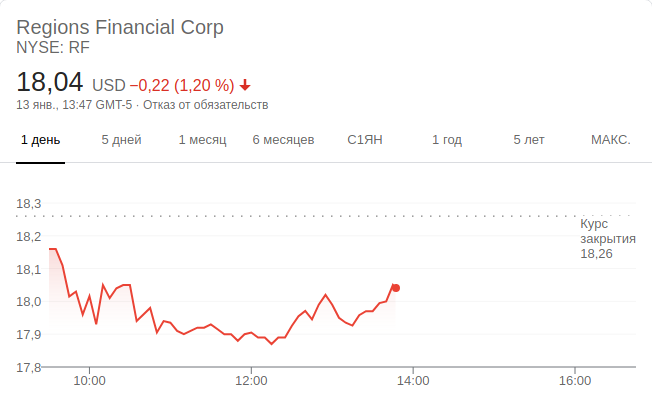 Regions Financial Corp
NYSE: RF
18,04 USD −0,22 (1,20 %)
13 янв., 13:47 GMT-5 · Отказ от обязательств
1 день 5 дней 1 месяц 6 месяцев С1ЯН 1 год 5 лет МАКС.
18,3
18,2
18,1
18,0
17,9
17,8
Курс
закрытия
18,26
10:00 12:00 14:00 16:00